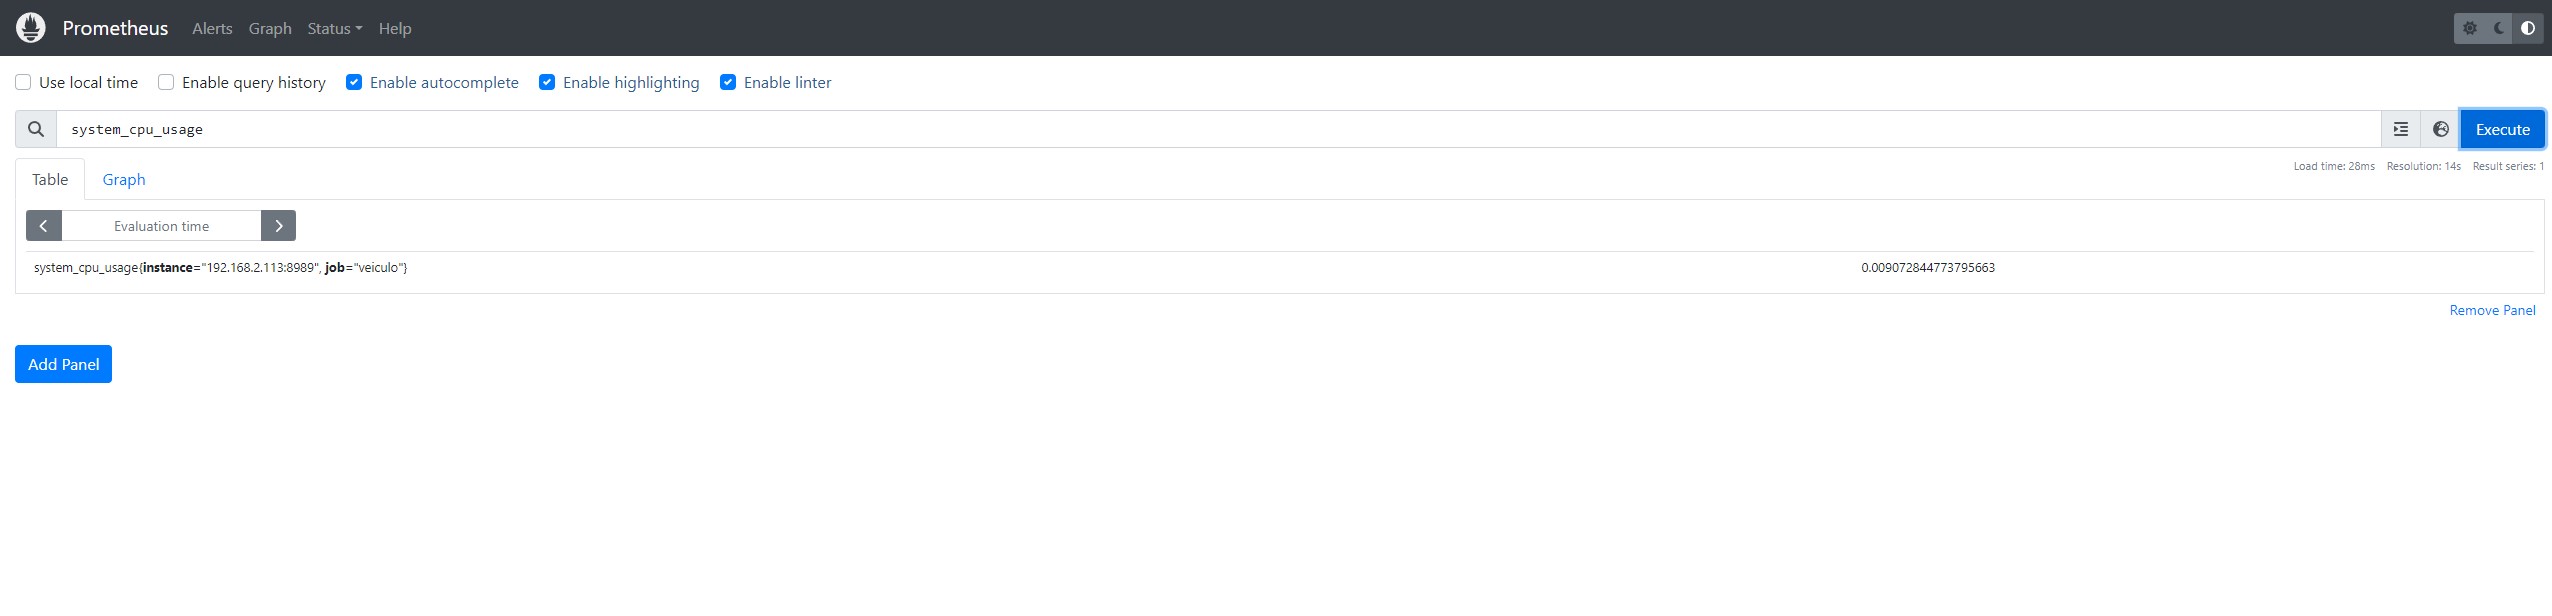 Prometheus Alerts Graph Status Help
Use local time Enable query history Enable autocomplete Enable highlighting Enable linter
system_cpu_usage Execute
Load time: 28ms Resolution: 14s Result series: 1
Table Graph
Evaluation time
system_cpu_usage{instance="192.168.2.113:8989", job="veiculo"} 0.009072844773795663
Remove Panel
Add Panel